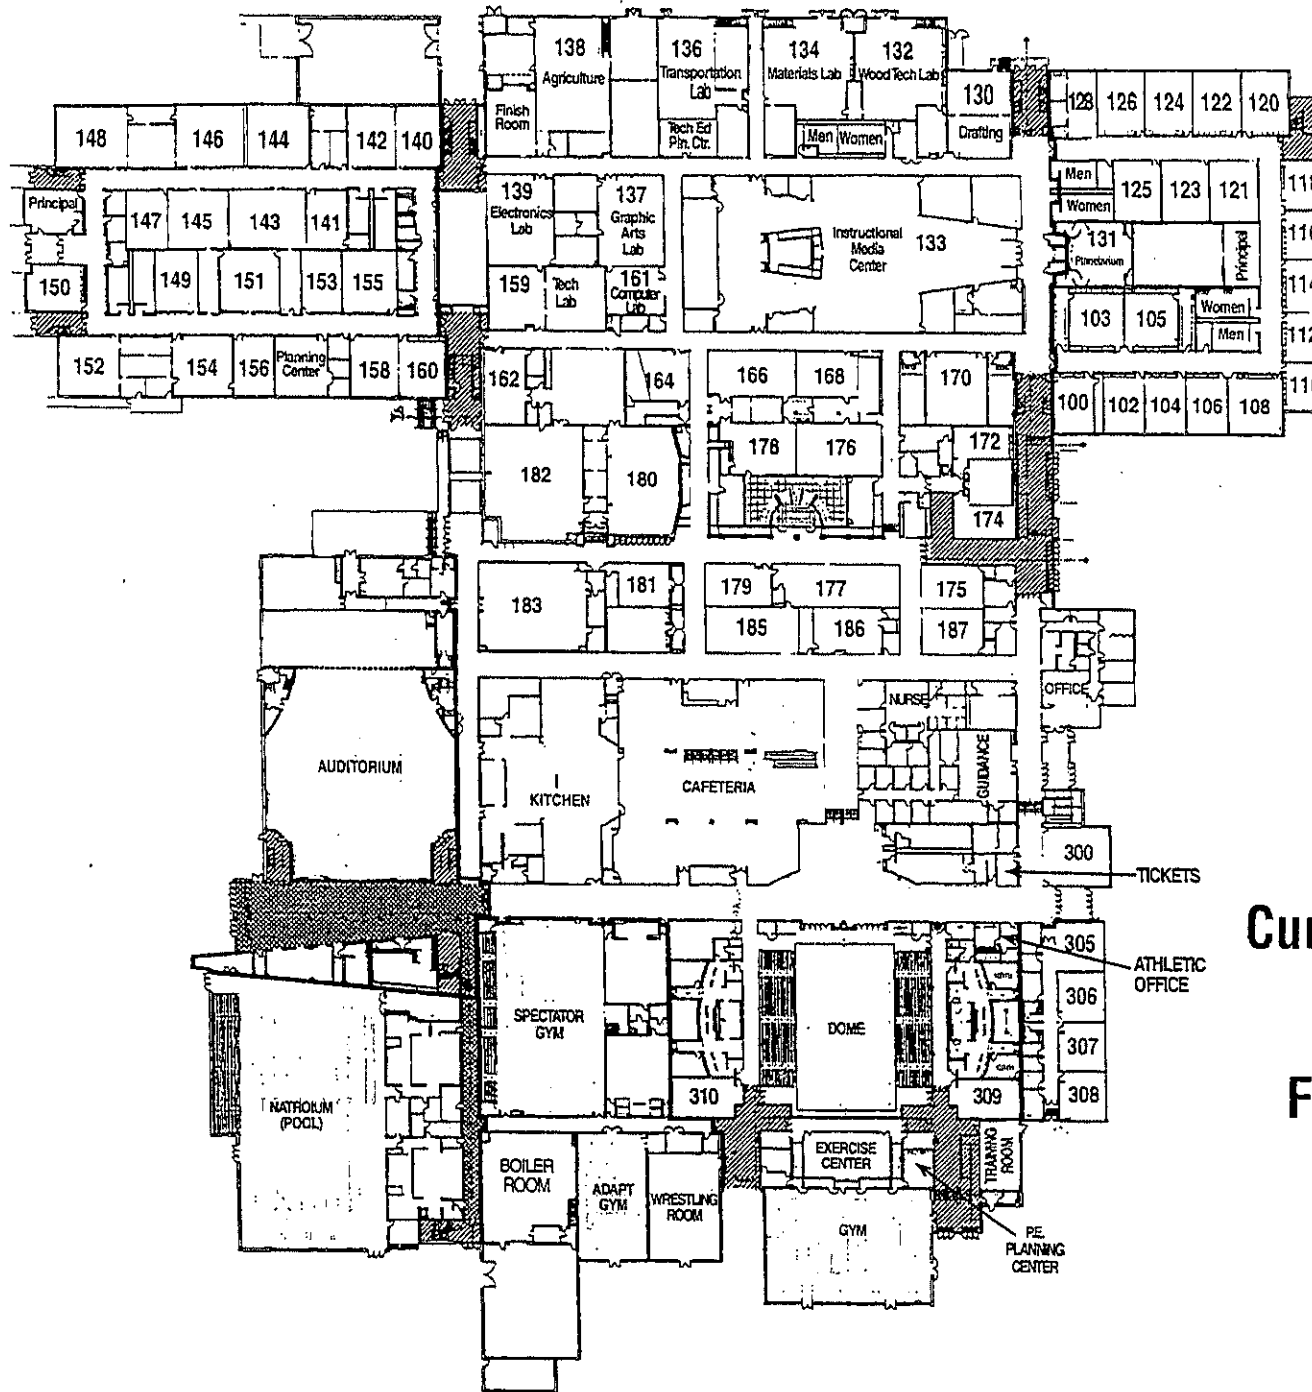 138
Agriculture
136
Transportation
Lab
134
Materials Lab
132
Wood Tech Lab
130
Drafting
128
126
124
122
120
Finish
Room
Tech Ed
Pln. Ctr.
Men
Women
148
146
144
142
140
Principal
147
145
143
141
139
Electronics
Lab
137
Graphic
Arts
Lab
Instructional
Media
Center
133
Men
Women
125
123
121
131
Planetarium
Principal
114
112
150
149
151
153
155
159
Tech
Lab
161
Computer
Lab
103
105
Women
Men
152
154
156
Planning
Center
158
160
162
164
166
168
170
100
102
104
106
108
182
180
178
176
172
174
183
181
179
177
175
185
186
187
AUDITORIUM
KITCHEN
CAFETERIA
NURSE
GUIDANCE
OFFICE
300
TICKETS
305
ATHLETIC
OFFICE
306
307
308
SPECTATOR
GYM
DOME
310
309
NATROIUM
(POOL)
BOILER
ROOM
ADAPT
GYM
WRESTLING
ROOM
EXERCISE
CENTER
TRAINING
ROOM
GYM
P.E.
PLANNING
CENTER